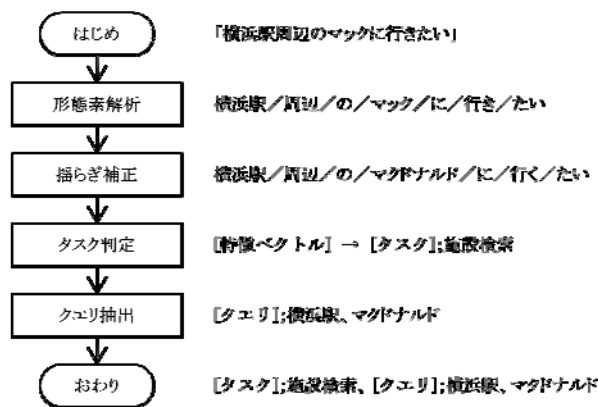 はじめ 「横浜駅周辺のマックに行きたい」
形態素解析 横浜駅／周辺／の／マック／に／行き／たい
揺らぎ補正 横浜駅／周辺／の／マクドナルド／に／行く／たい
タスク判定 [特徴ベクトル] → [タスク];施設検索
クエリ抽出 [クエリ];横浜駅、マクドナルド
おわり [タスク];施設検索、[クエリ];横浜駅、マクドナルド